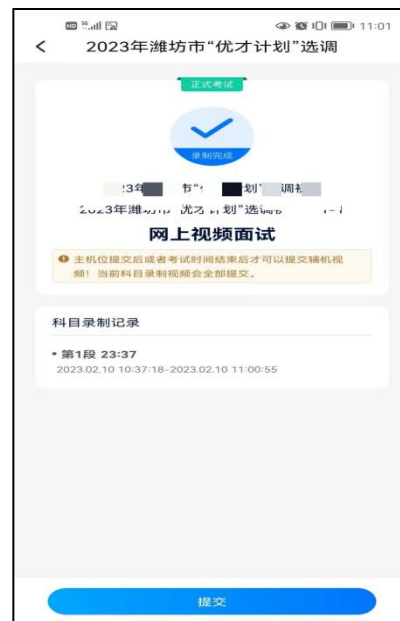 HD 5G 11:01
2023年潍坊市“优才计划”选调
正式考试
录制完成
网上视频面试
主机位提交后或者考试时间结束后才可以提交辅机视
频！当前科目录制视频会全部提交。
科目录制记录
• 第1段 23:37
2023.02.10 10:37:18-2023.02.10 11:00:55
提交